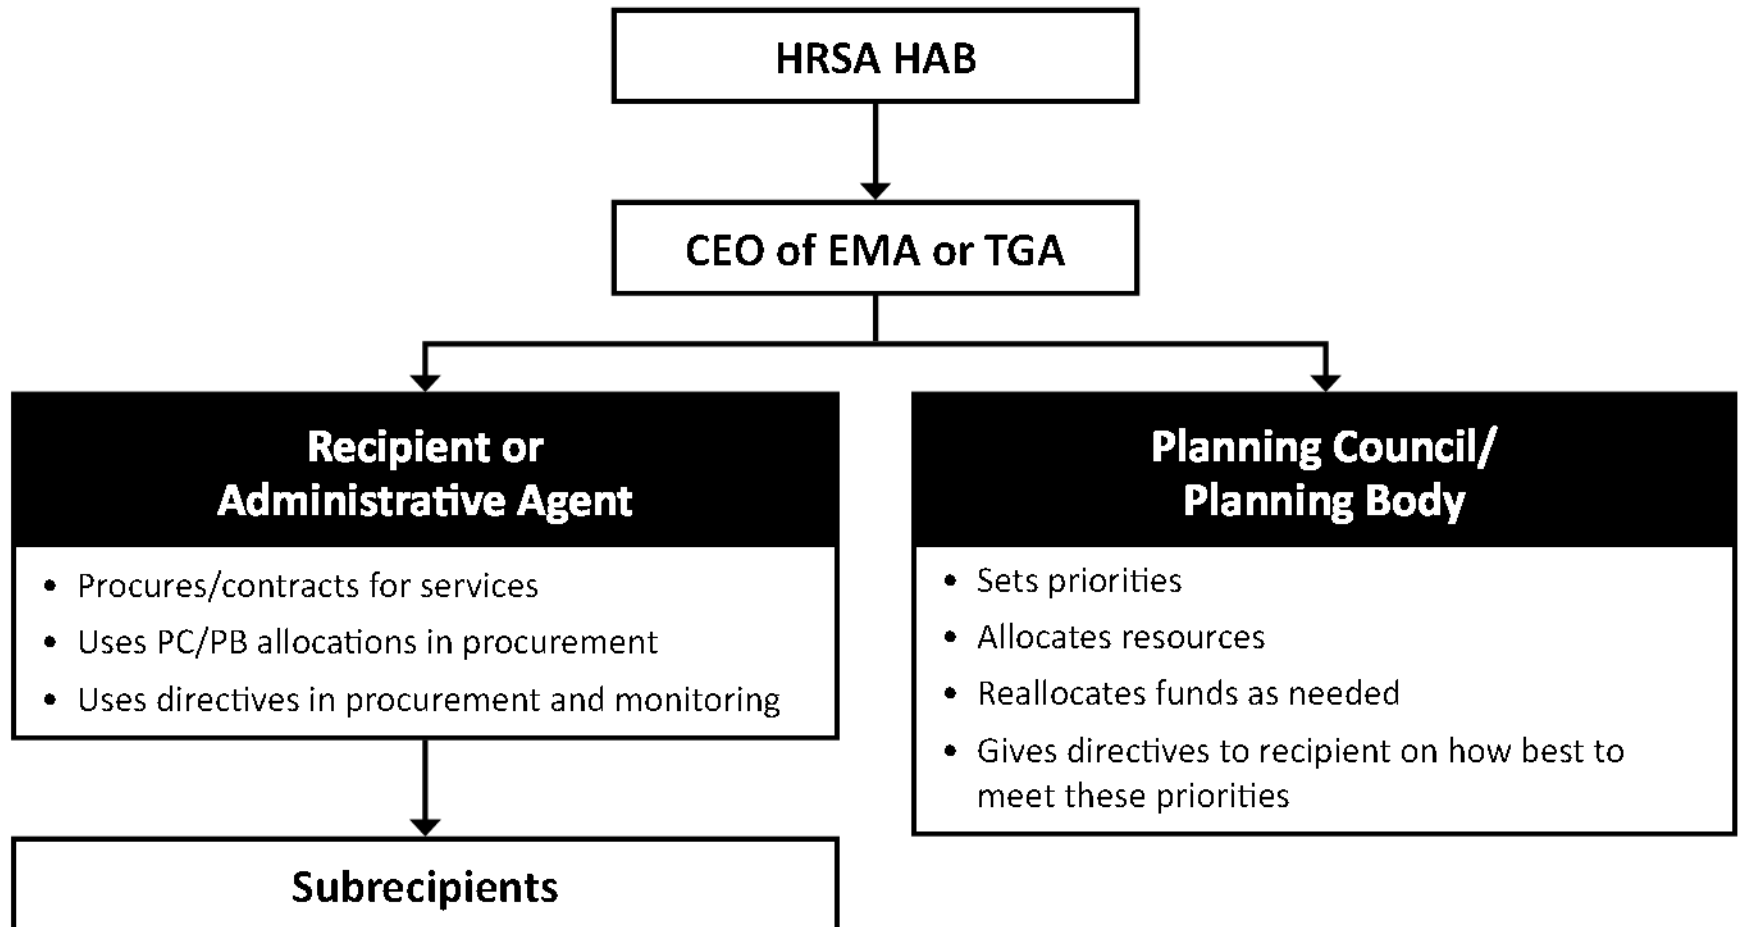 HRSA HAB
CEO of EMA or TGA
Recipient or
Administrative Agent
• Procures/contracts for services
• Uses PC/PB allocations in procurement
• Uses directives in procurement and monitoring
Planning Council/
Planning Body
• Sets priorities
• Allocates resources
• Reallocates funds as needed
• Gives directives to recipient on how best to
meet these priorities
Subrecipients